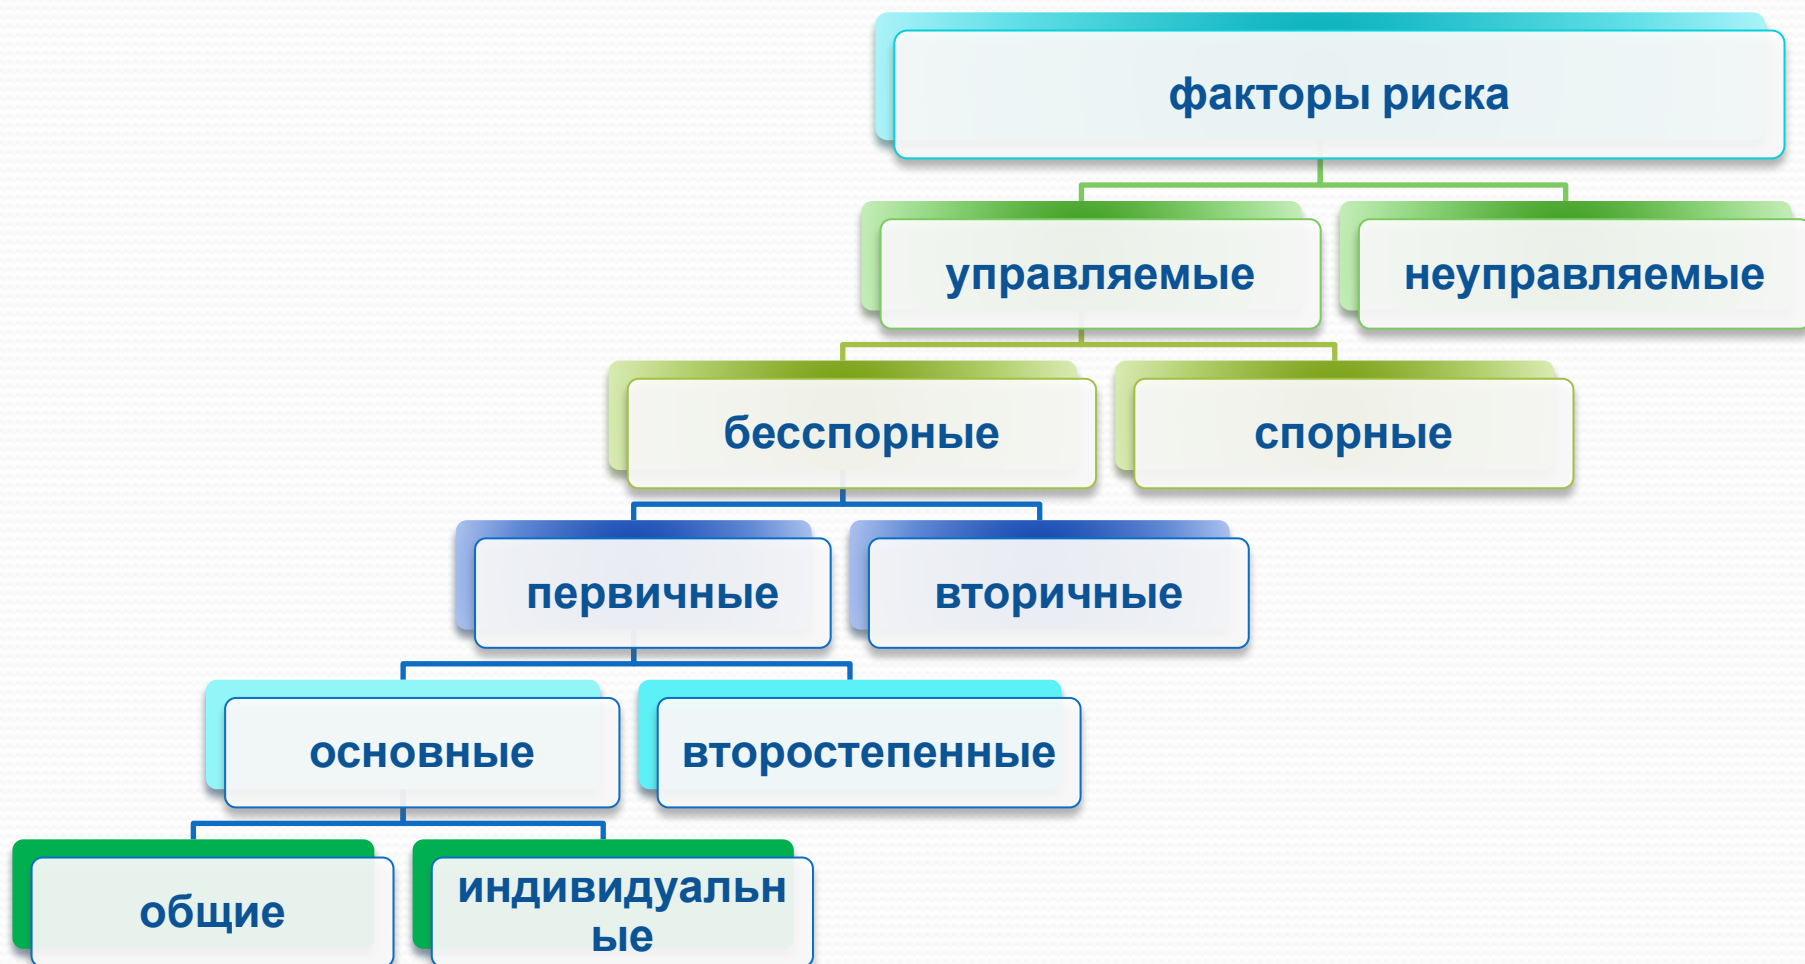 факторы риска
управляемые
неуправляемые
бесспорные
спорные
первичные
вторичные
основные
второстепенные
общие
индивидуальн
ые